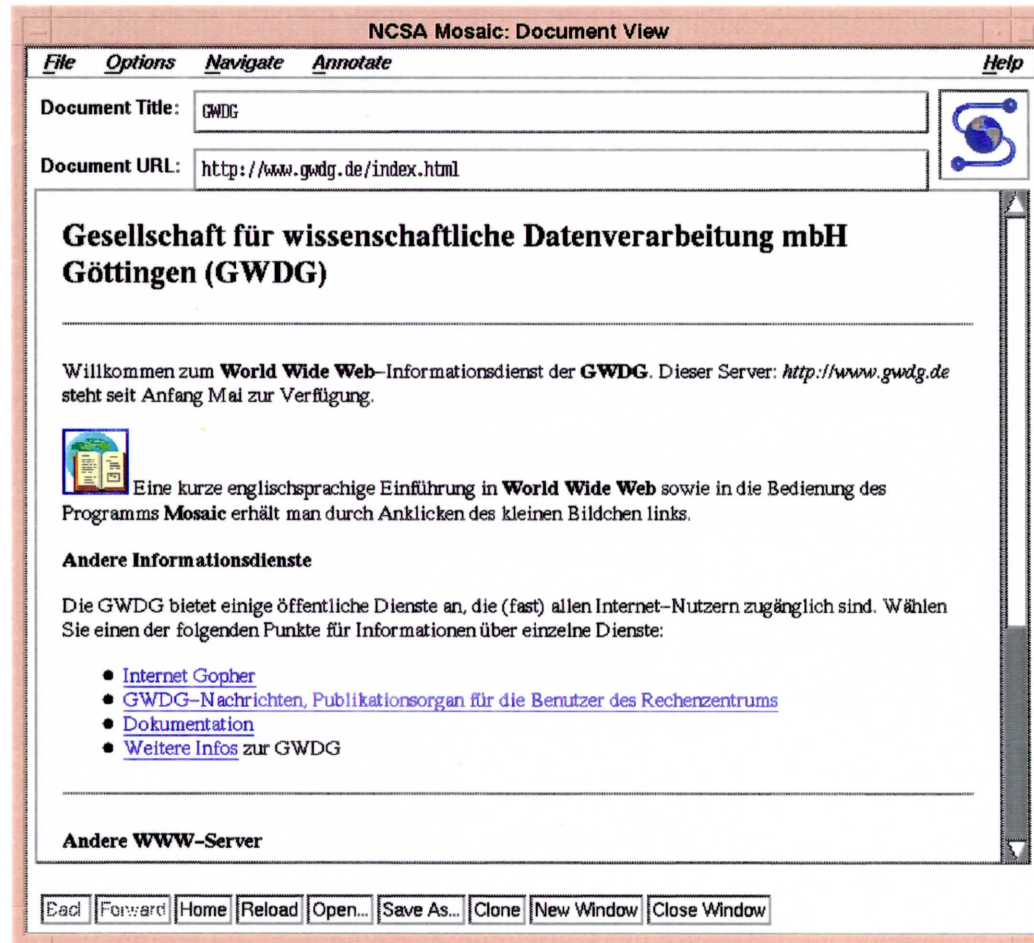 NCSA Mosaic: Document View
File Options Navigate Annotate Help
Document Title: GWDG
Document URL: http://www.gwdg.de/index.html
Gesellschaft für wissenschaftliche Datenverarbeitung mbH
Göttingen (GWDG)
Willkommen zum World Wide Web-Informationsdienst der GWDG. Dieser Server: http://www.gwdg.de
steht seit Anfang Mai zur Verfügung.
Eine kurze englischsprachige Einführung in World Wide Web sowie in die Bedienung des
Programms Mosaic erhält man durch Anklicken des kleinen Bildchen links.
Andere Informationsdienste
Die GWDG bietet einige öffentliche Dienste an, die (fast) allen Internet-Nutzern zugänglich sind. Wählen
Sie einen der folgenden Punkte für Informationen über einzelne Dienste:
● Internet Gopher
● GWDG-Nachrichten, Publikationsorgan für die Benutzer des Rechenzentrums
● Dokumentation
● Weitere Infos zur GWDG
Andere WWW-Server
Back Forward Home Reload Open... Save As... Clone New Window Close Window